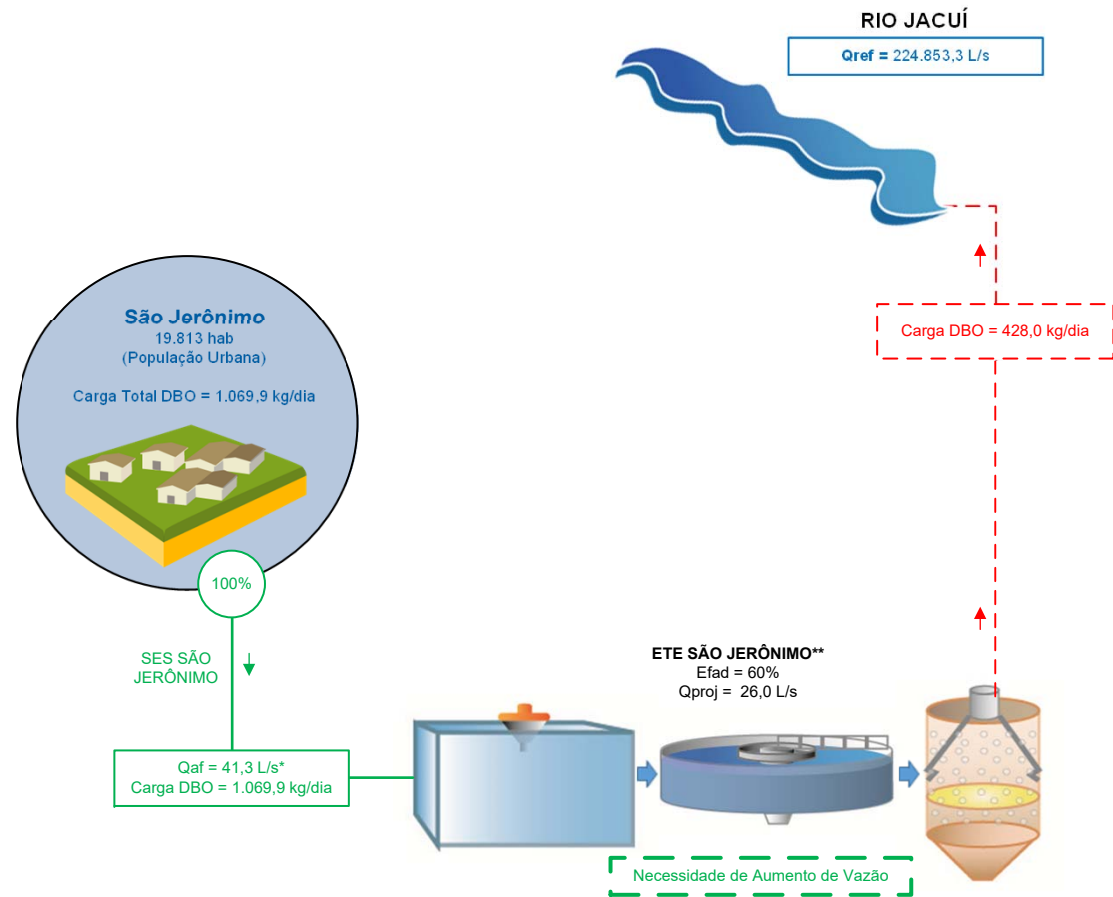 RIO JACUÍ
Qref = 224.853,3 L/s
São Jerônimo
19.813 hab
(População Urbana)
Carga Total DBO = 1.069,9 kg/dia
Carga DBO = 428,0 kg/dia
100%
SES SÃO
JERÔNIMO
ETE SÃO JERÔNIMO**
Efad = 60%
Qproj = 26,0 L/s
Qaf = 41,3 L/s*
Carga DBO = 1.069,9 kg/dia
Necessidade de Aumento de Vazão